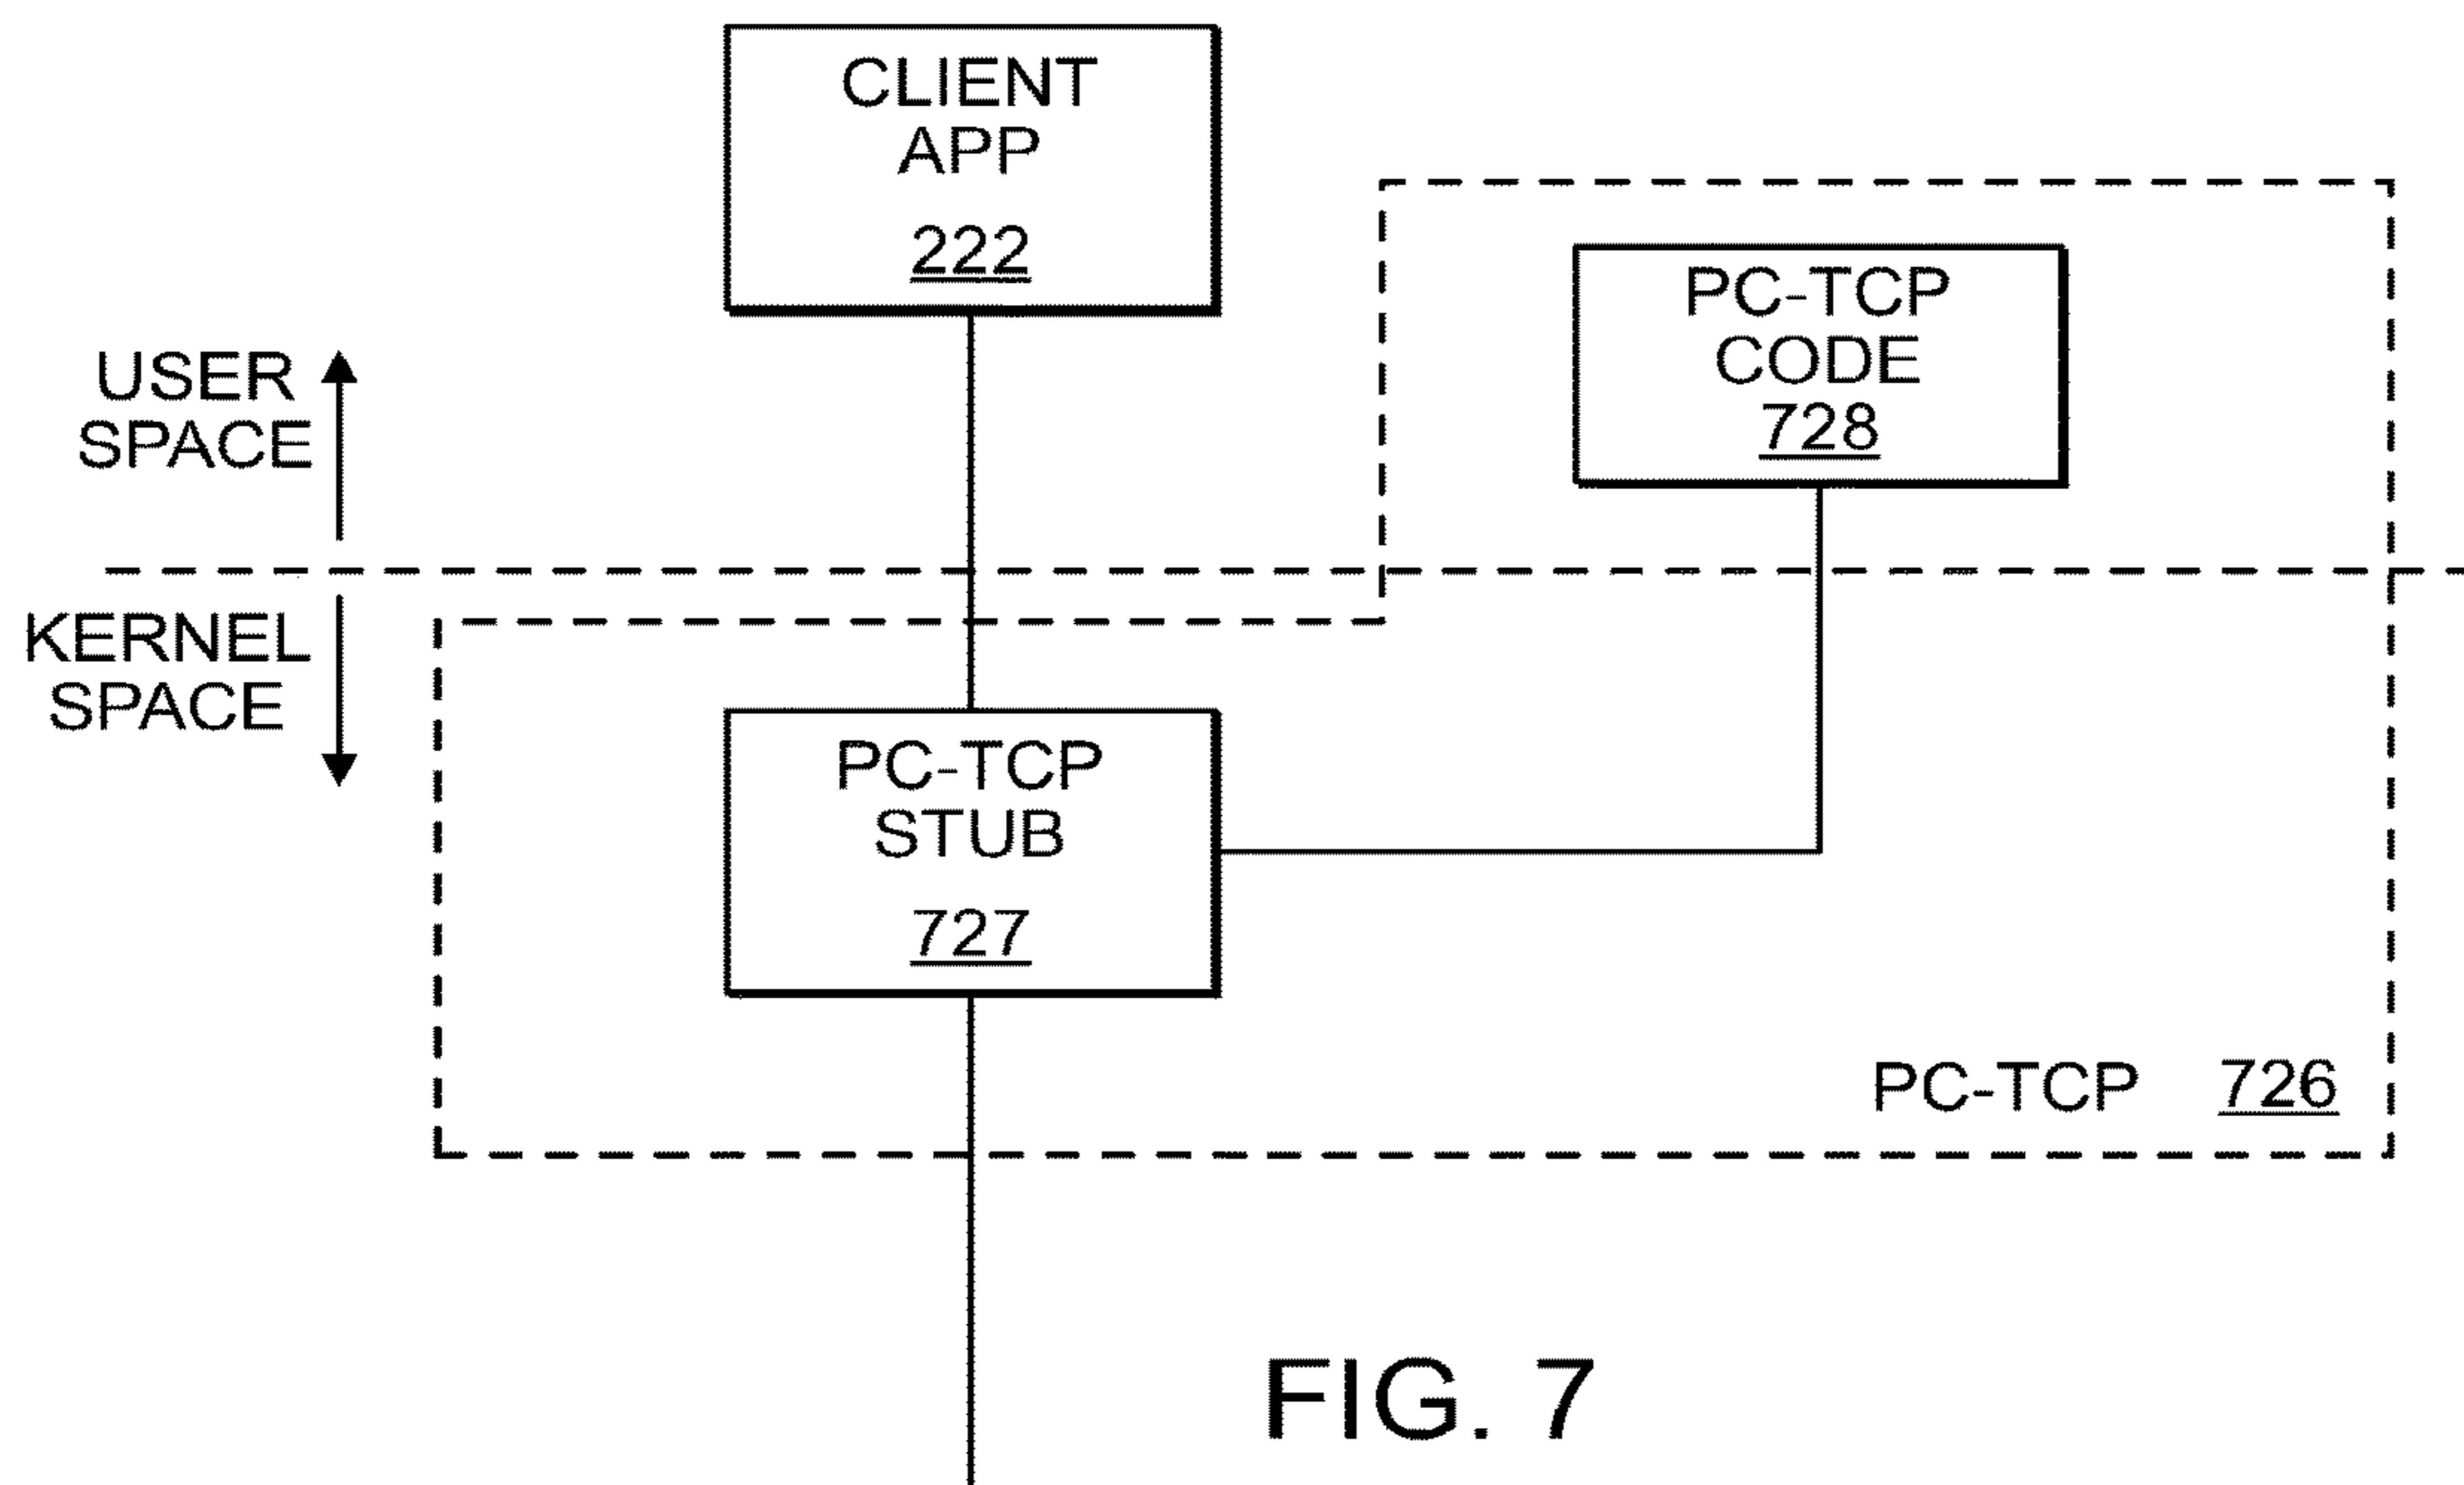 CLIENT
APP
222
PC-TCP
CODE
728
USER
SPACE
KERNEL
SPACE
PC-TCP
STUB
727
PC-TCP 726
FIG. 7